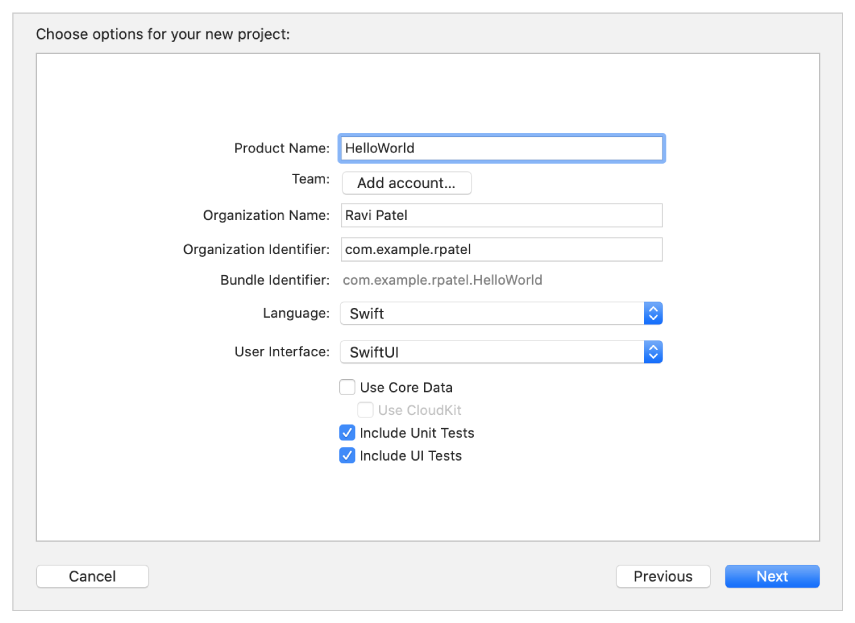 Choose options for your new project:
Product Name: HelloWorld
Team: Add account...
Organization Name: Ravi Patel
Organization Identifier: com.example.rpatel
Bundle Identifier: com.example.rpatel.HelloWorld
Language: Swift
User Interface: SwiftUI
Use Core Data
Use CloudKit
Include Unit Tests
Include UI Tests
Cancel Previous Next